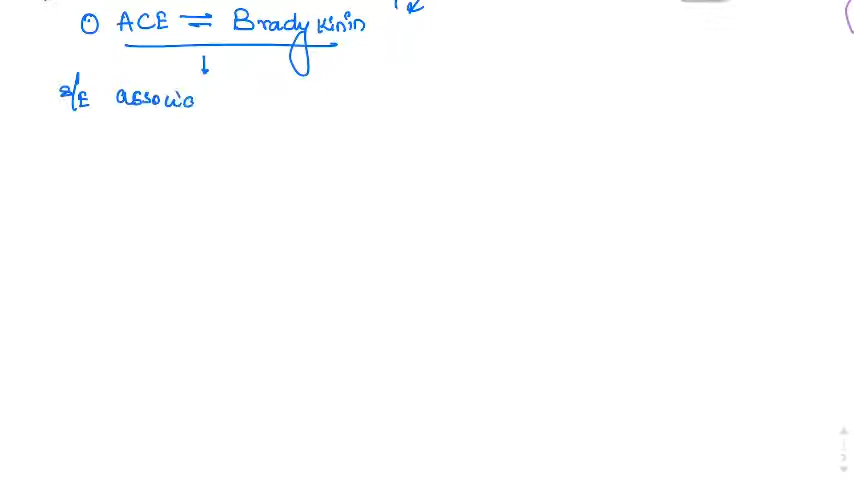 ACE ⇌ Bradykinin
↓
S/E associa